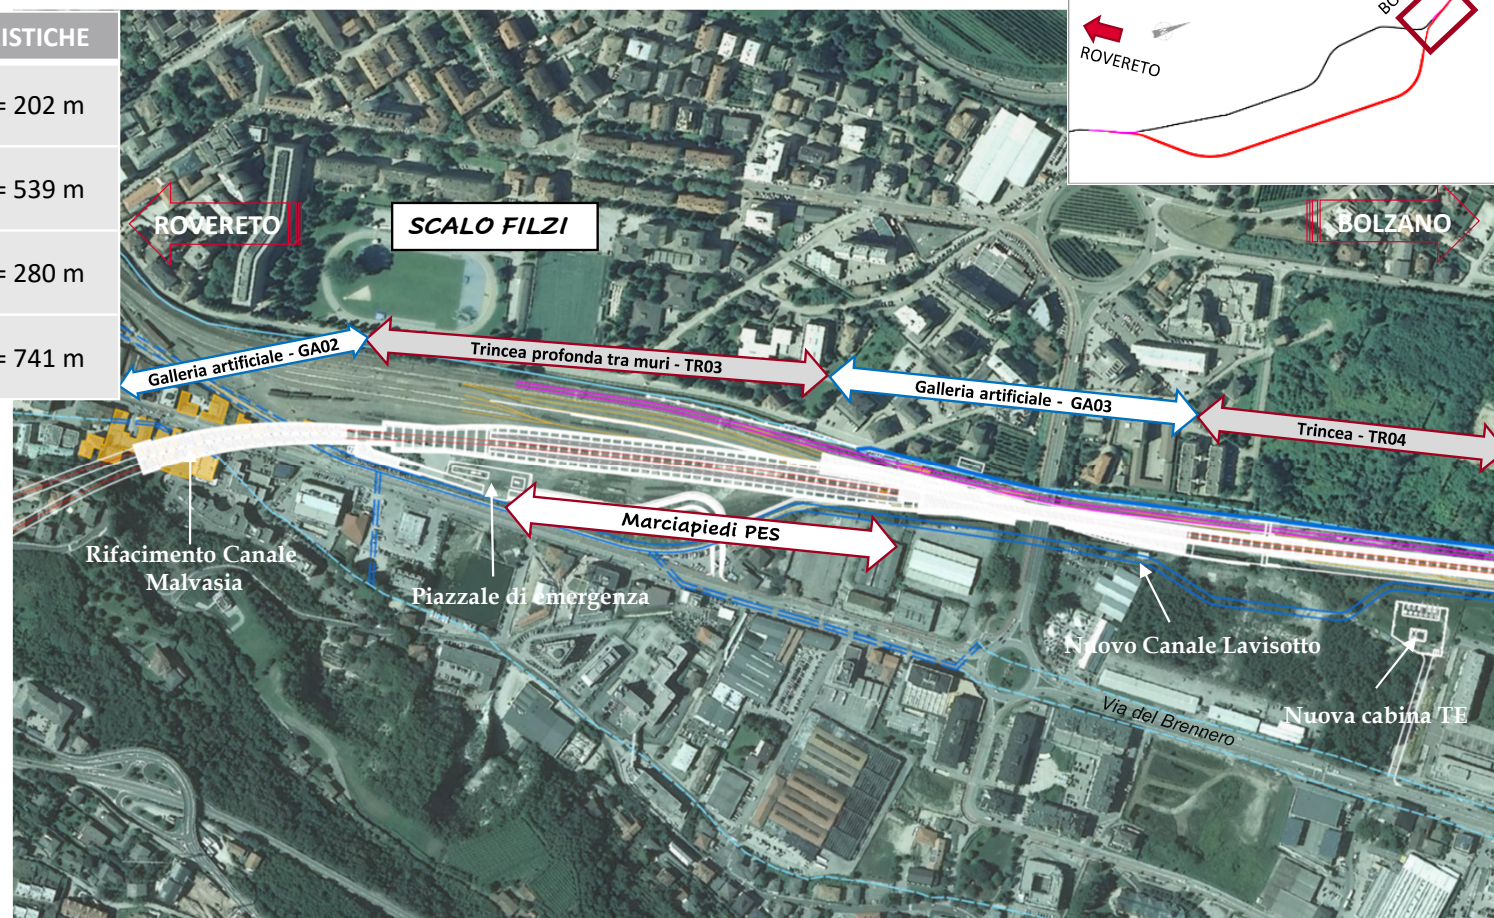 ISTICHE
= 202 m
= 539 m
= 280 m
= 741 m
BO
ROVERETO
ROVERETO
SCALO FILZI
BOLZANO
Galleria artificiale - GA02
Trincea profonda tra muri - TR03
Galleria artificiale - GA03
Trincea - TR04
Marciapiedi PES
Rifacimento Canale
Malvasia
Piazzale di emergenza
Nuovo Canale Lavisotto
Nuova cabina TE
Via del Brennero